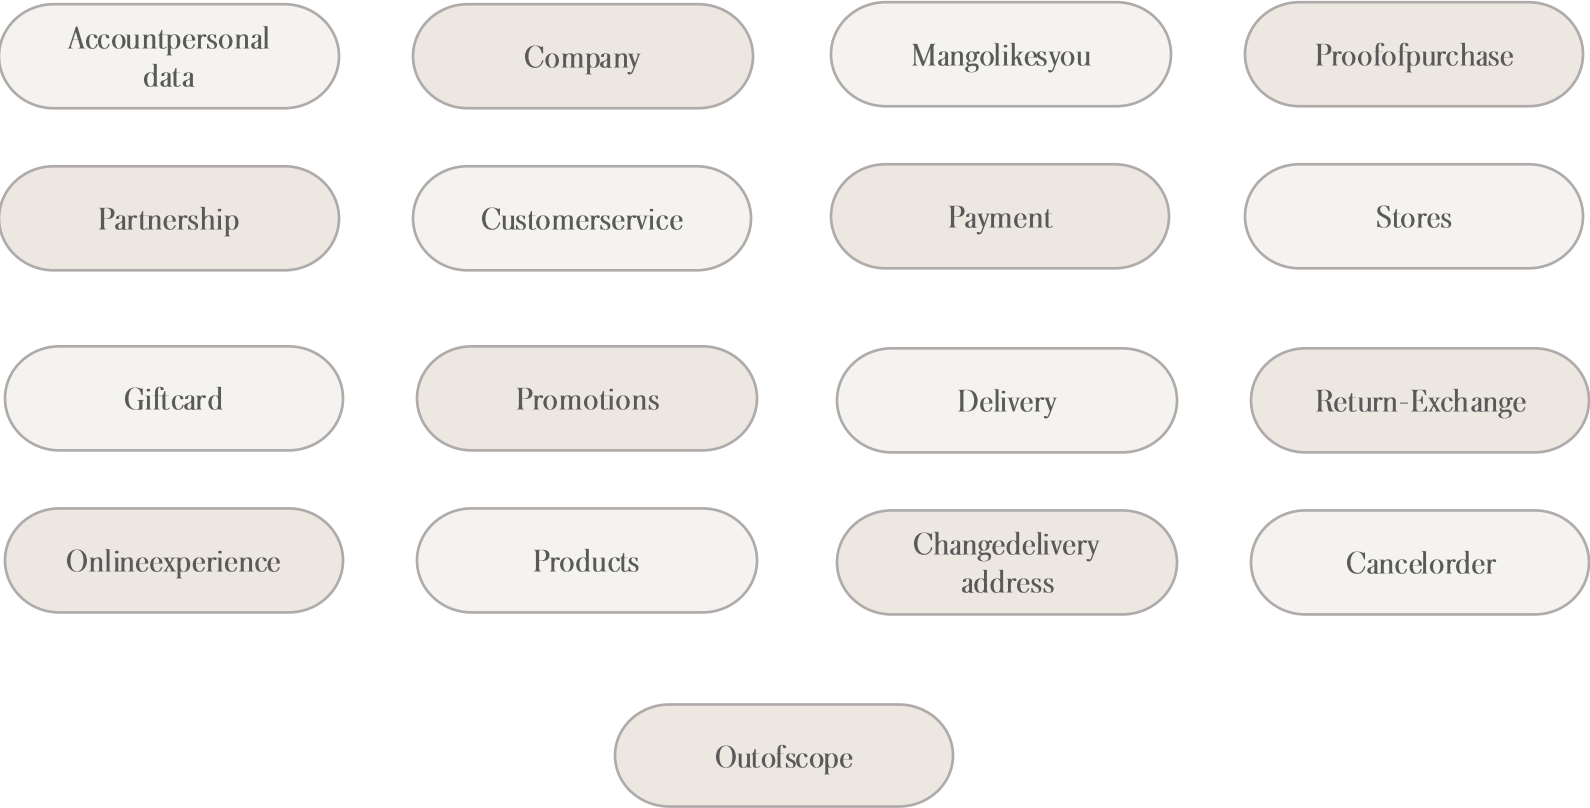 Accountpersonal
data
Company
Mangolikesyou
Proofofpurchase
Partnership
Customerservice
Payment
Stores
Giftcard
Promotions
Delivery
Return-Exchange
Onlineexperience
Products
Changedelivery
address
Cancelorder
Outofscope